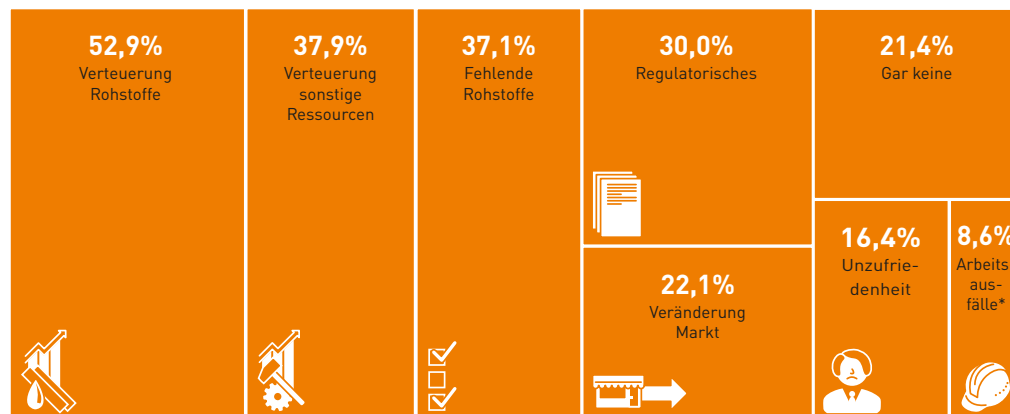 52,9%
Verteuerung
Rohstoffe
37,9%
Verteuerung
sonstige
Ressourcen
37,1%
Fehlende
Rohstoffe
30,0%
Regulatorisches
22,1%
Veränderung
Markt
21,4%
Gar keine
16,4%
Unzufrie-
denheit
8,6%
Arbeits
aus-
fälle*